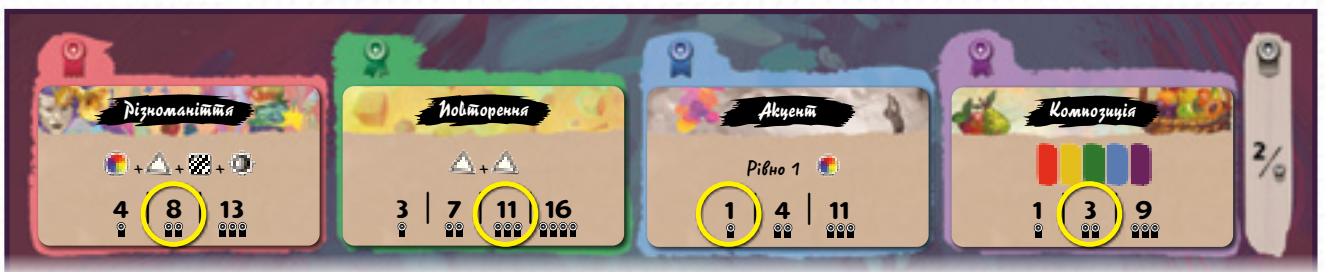 Різноманіття
4 | 8 | 13
Повторення
3 | 7 | 11 | 16
Акцент
Рівно 1
1 | 4 | 11
Композиція
1 | 3 | 9
2/